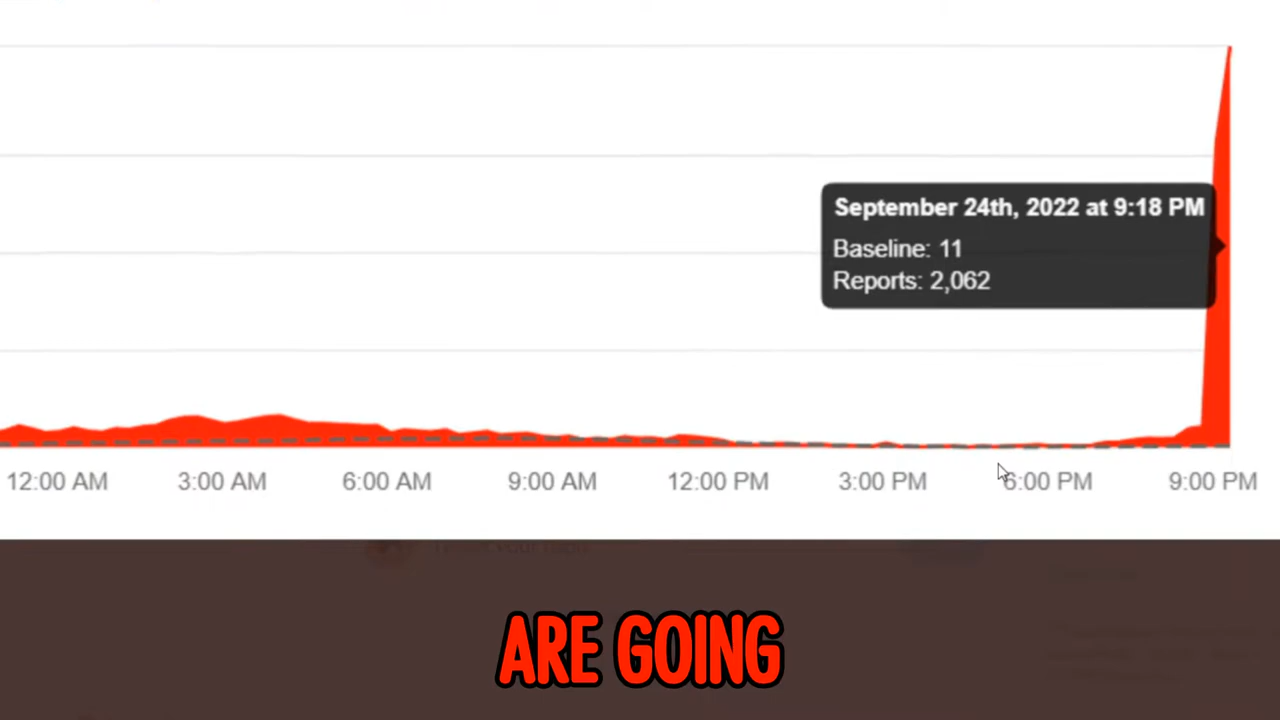 September 24th, 2022 at 9:18 PM
Baseline: 11
Reports: 2,062
12:00 AM 3:00 AM 6:00 AM 9:00 AM 12:00 PM 3:00 PM 6:00 PM 9:00 PM
ARE GOING